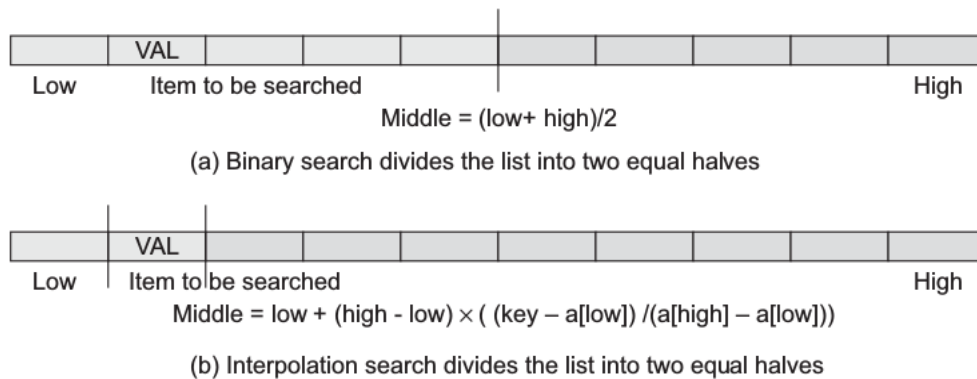 VAL
Low Item to be searched High
Middle = (low+ high)/2
(a) Binary search divides the list into two equal halves
VAL
Low Item to be searched High
Middle = low + (high - low) × ( (key – a[low]) /(a[high] – a[low]))
(b) Interpolation search divides the list into two equal halves